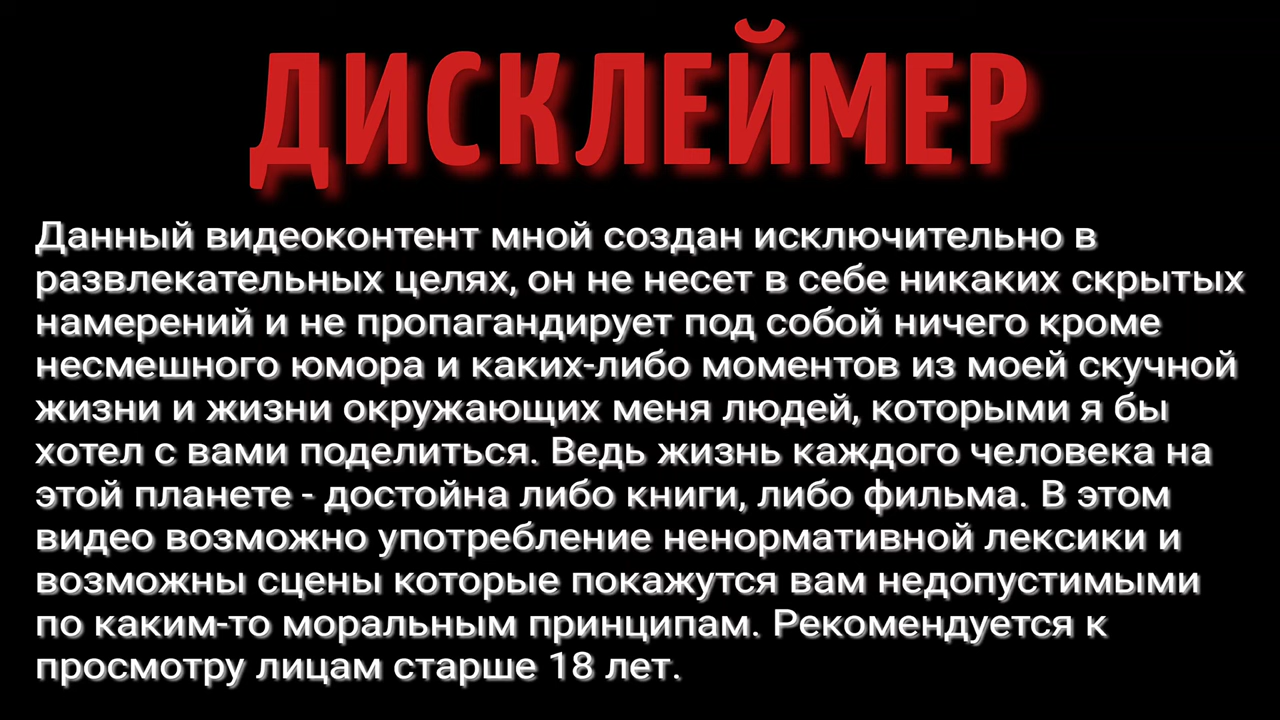 ДИСКЛЕЙМЕР
Данный видеоконтент мной создан исключительно в
развлекательных целях, он не несет в себе никаких скрытых
намерений и не пропагандирует под собой ничего кроме
несмешного юмора и каких-либо моментов из моей скучной
жизни и жизни окружающих меня людей, которыми я бы
хотел с вами поделиться. Ведь жизнь каждого человека на
этой планете - достойна либо книги, либо фильма. В этом
видео возможно употребление ненормативной лексики и
возможны сцены которые покажутся вам недопустимыми
по каким-то моральным принципам. Рекомендуется к
просмотру лицам старше 18 лет.